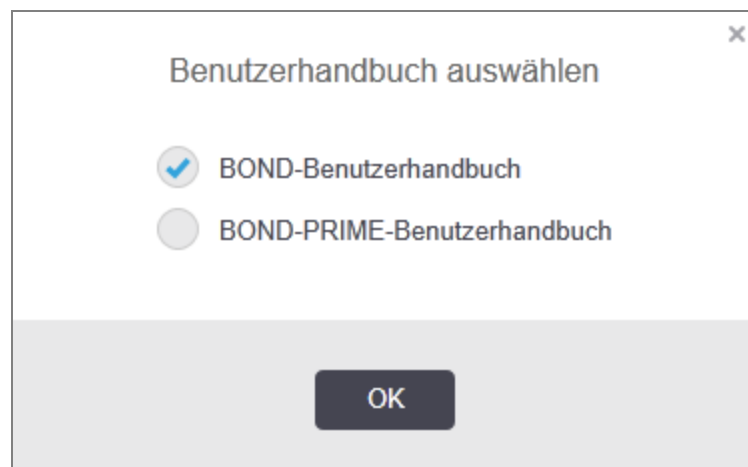 Benutzerhandbuch auswählen
BOND-Benutzerhandbuch
BOND-PRIME-Benutzerhandbuch
OK